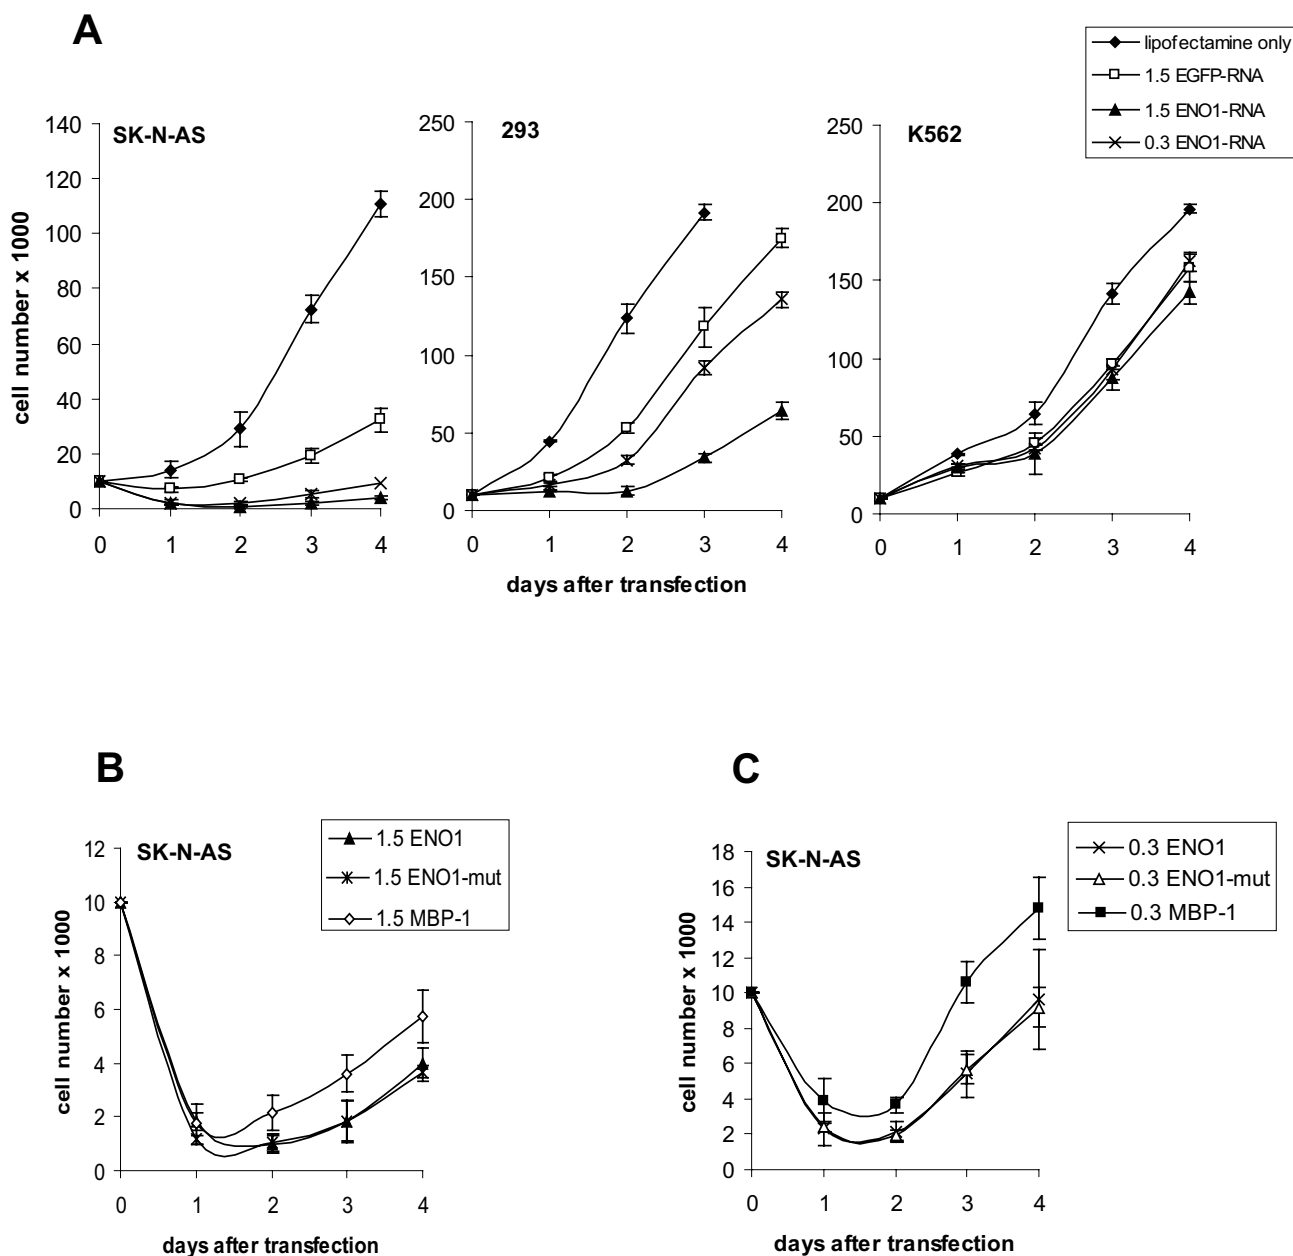 A
lipofectamine only
1.5 EGFP-RNA
1.5 ENO1-RNA
0.3 ENO1-RNA
SK-N-AS
293
K562
cell number x 1000
140
120
100
80
60
40
20
0
0 1 2 3 4
250
200
150
100
50
0
0 1 2 3 4
250
200
150
100
50
0
0 1 2 3 4
days after transfection
B
1.5 ENO1
1.5 ENO1-mut
1.5 MBP-1
SK-N-AS
cell number x 1000
12
10
8
6
4
2
0
0 1 2 3 4
days after transfection
C
0.3 ENO1
0.3 ENO1-mut
0.3 MBP-1
SK-N-AS
cell number x 1000
18
16
14
12
10
8
6
4
2
0
0 1 2 3 4
days after transfection